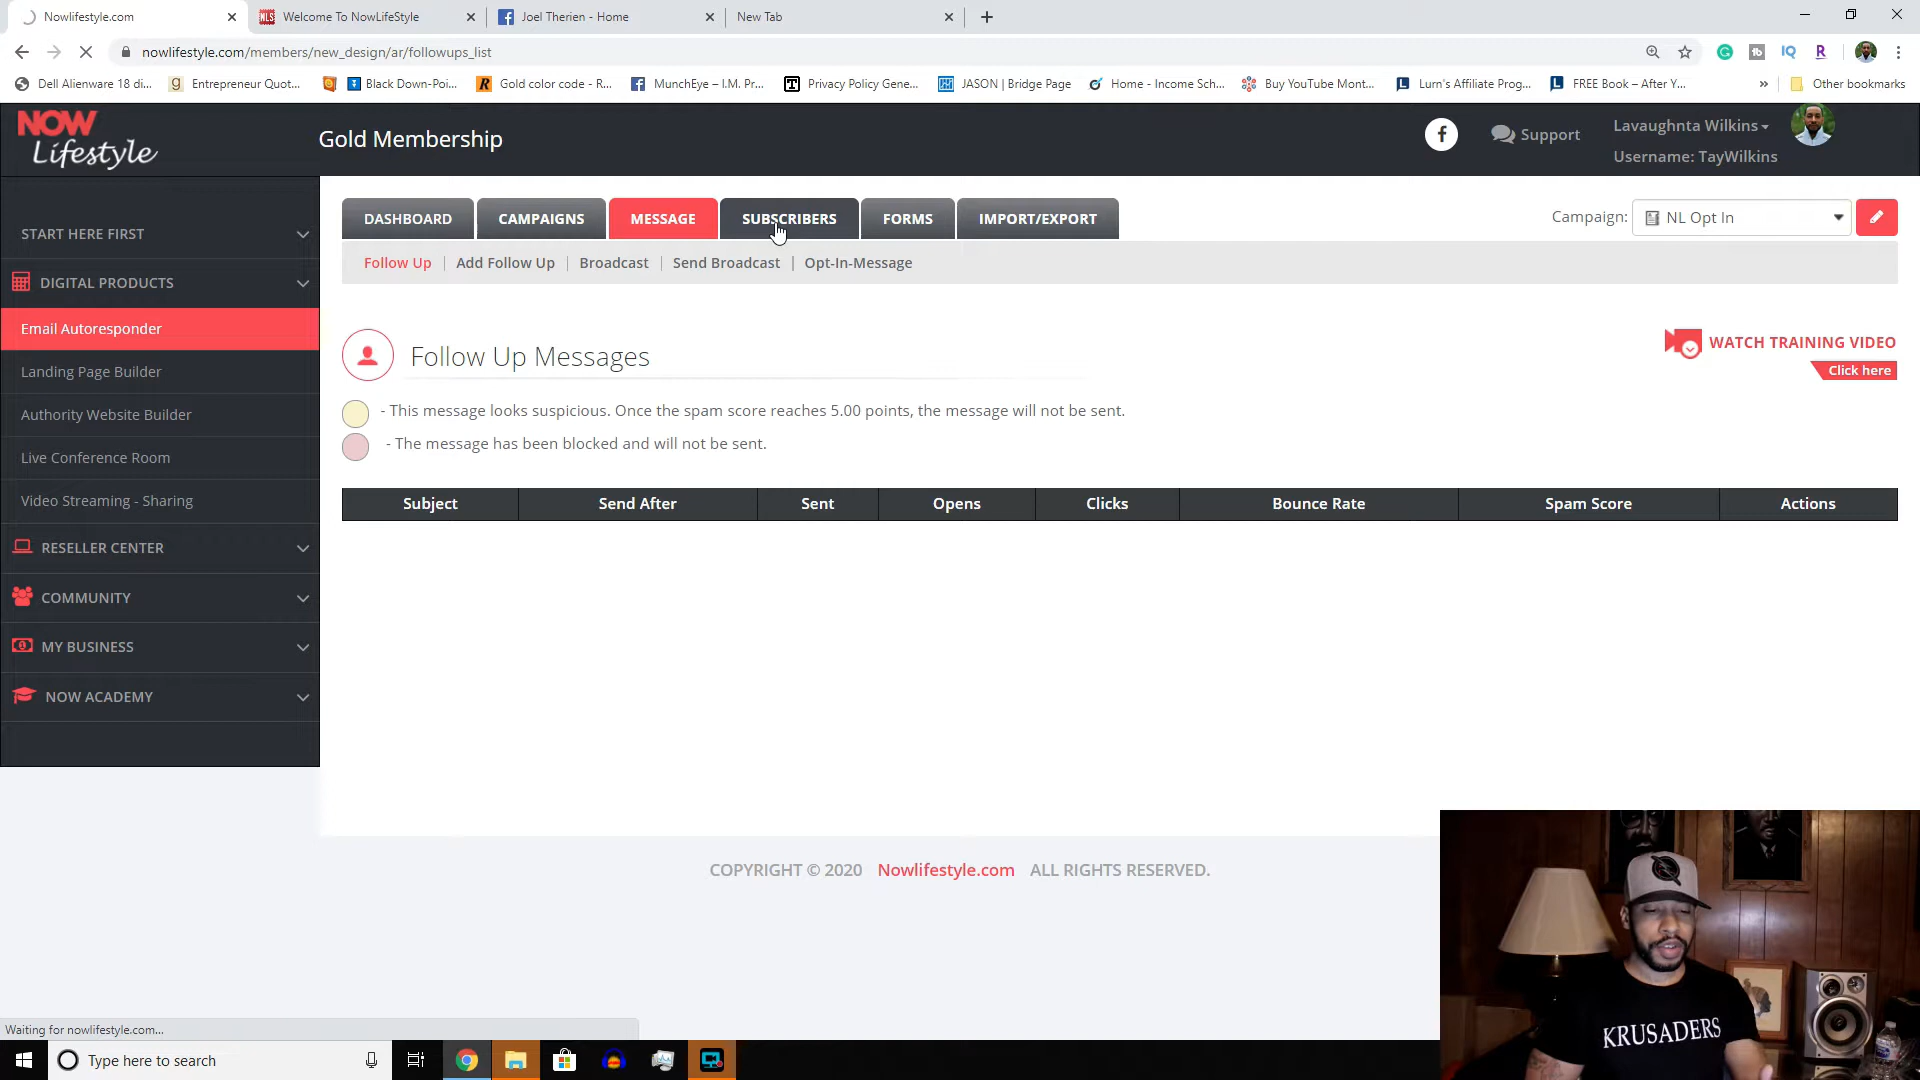 Nowlifestyle.com
Welcome To NowLifeStyle
Joel Therien - Home
New Tab
nowlifestyle.com/members/new_design/ar/followups_list
Dell Alienware 18 di...
Entrepreneur Quot...
Black Down-Poi...
Gold color code - R...
MunchEye – I.M. Pr...
Privacy Policy Gene...
JASON | Bridge Page
Home - Income Sch...
Buy YouTube Mont...
Lurn's Affiliate Prog...
FREE Book – After Y...
Other bookmarks
NOW Lifestyle
Gold Membership
Support
Lavaughnta Wilkins
Username: TayWilkins
START HERE FIRST
DIGITAL PRODUCTS
Email Autoresponder
Landing Page Builder
Authority Website Builder
Live Conference Room
Video Streaming - Sharing
RESELLER CENTER
COMMUNITY
MY BUSINESS
NOW ACADEMY
DASHBOARD
CAMPAIGNS
MESSAGE
SUBSCRIBERS
FORMS
IMPORT/EXPORT
Campaign:
NL Opt In
Follow Up | Add Follow Up | Broadcast | Send Broadcast | Opt-In-Message
Follow Up Messages
WATCH TRAINING VIDEO
Click here
- This message looks suspicious. Once the spam score reaches 5.00 points, the message will not be sent.
- The message has been blocked and will not be sent.
Subject Send After Sent Opens Clicks Bounce Rate Spam Score Actions
COPYRIGHT © 2020 Nowlifestyle.com ALL RIGHTS RESERVED.
KRUSADERS
Waiting for nowlifestyle.com...
Type here to search